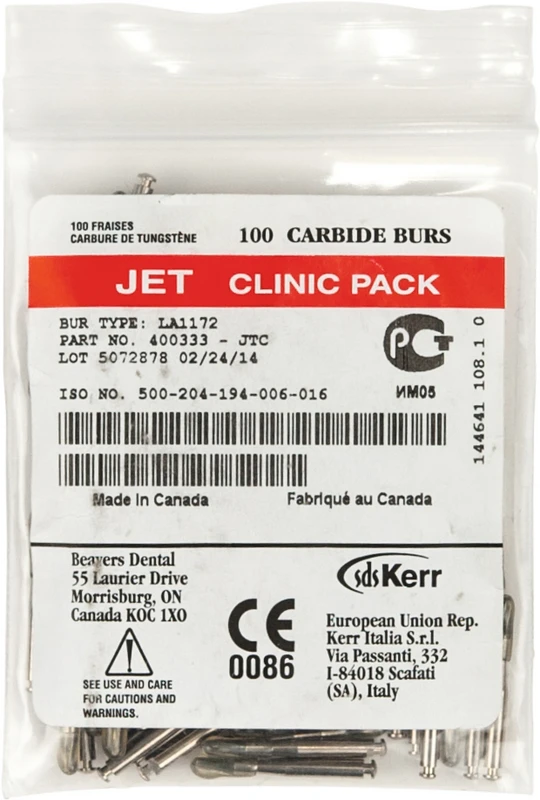 100 FRAISES
CARBURE DE TUNGSTÈNE
100 CARBIDE BURS
JET CLINIC PACK
BUR TYPE: LA1172
PART NO. 400333 - JTC
LOT 5072878 02/24/14
ISO NO. 500-204-194-006-016
РСТ
ИМ05
144641 108.1 0
Made in Canada
Fabriqué au Canada
Beavers Dental
55 Laurier Drive
Morrisburg, ON
Canada KOC 1XO
SEE USE AND CARE
FOR CAUTIONS AND
WARNINGS.
CE
0086
sdsKerr
European Union Rep.
Kerr Italia S.r.l.
Via Passanti, 332
I-84018 Scafati
(SA), Italy